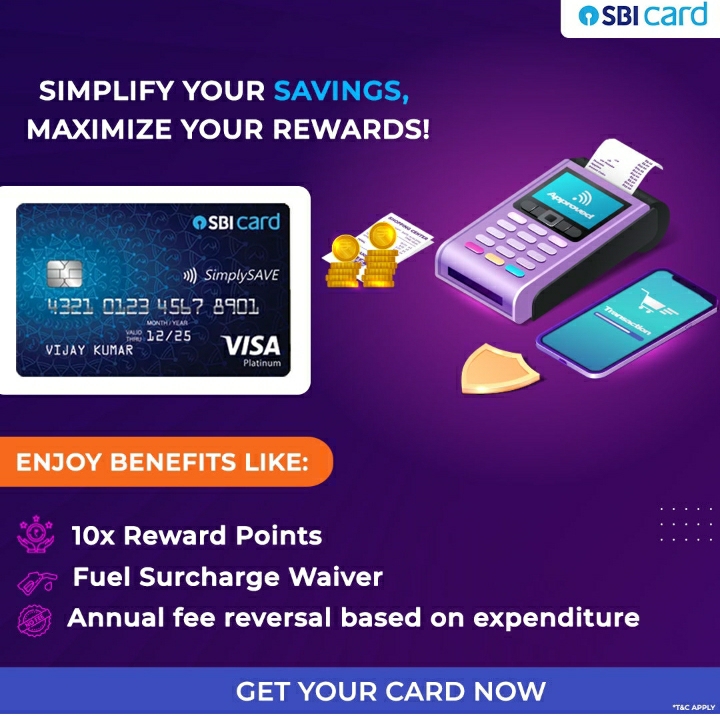 SBI card
SIMPLIFY YOUR SAVINGS,
MAXIMIZE YOUR REWARDS!
SBI card
SimplySAVE
4321 0123 4567 8901
MONTH/YEAR
VALID THRU 12/25
VIJAY KUMAR
VISA
Platinum
SHOPPING CENTER
Approved
Transaction
ENJOY BENEFITS LIKE:
10x Reward Points
Fuel Surcharge Waiver
Annual fee reversal based on expenditure
GET YOUR CARD NOW
*T&C APPLY